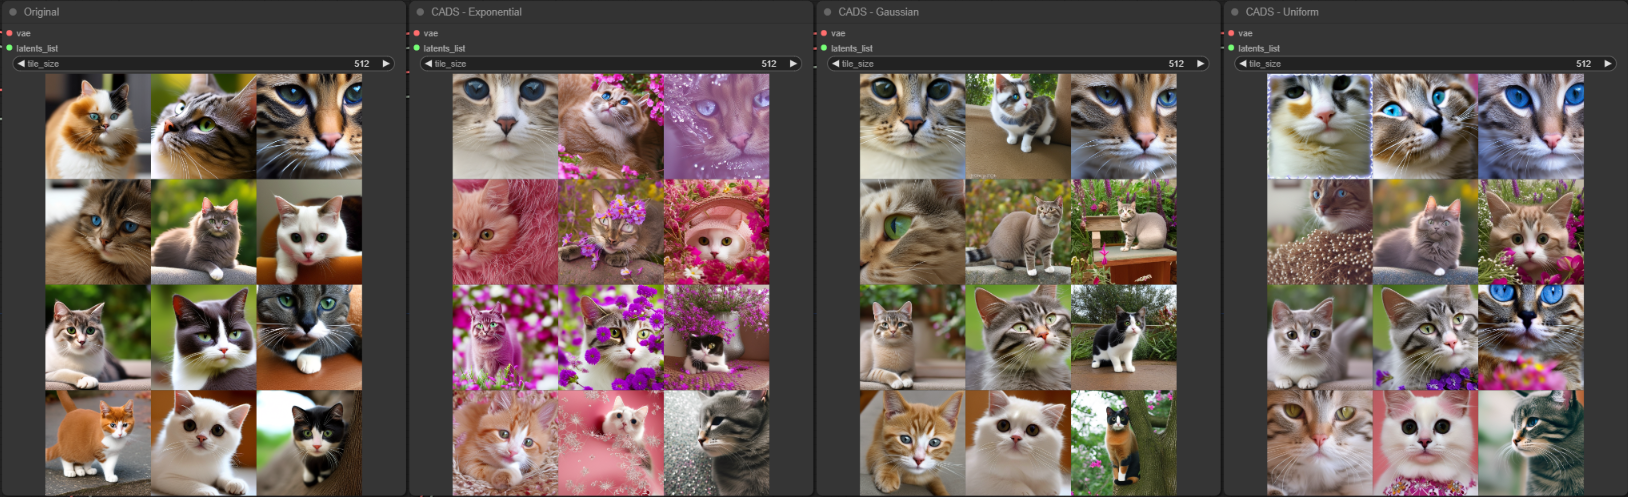 Original
vae
latents_list
tile_size 512
CADS - Exponential
vae
latents_list
tile_size 512
CADS - Gaussian
vae
latents_list
tile_size 512
CADS - Uniform
vae
latents_list
tile_size 512